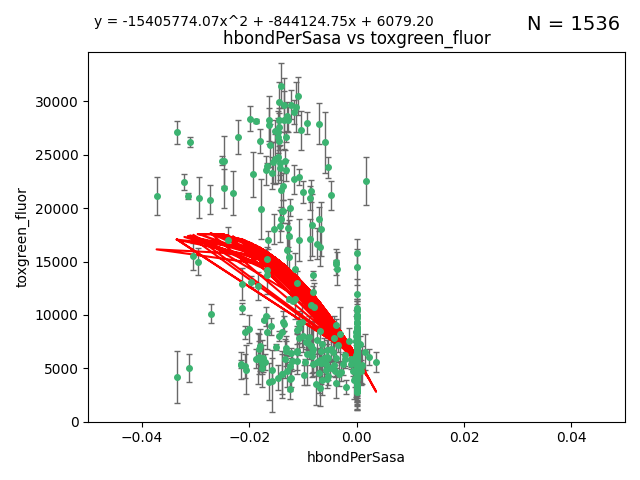 y = -15405774.07x^2 + -844124.75x + 6079.20
N = 1536
hbondPerSasa vs toxgreen_fluor
toxgreen_fluor
30000
25000
20000
15000
10000
5000
0
−0.04
−0.02
0.00
0.02
0.04
hbondPerSasa